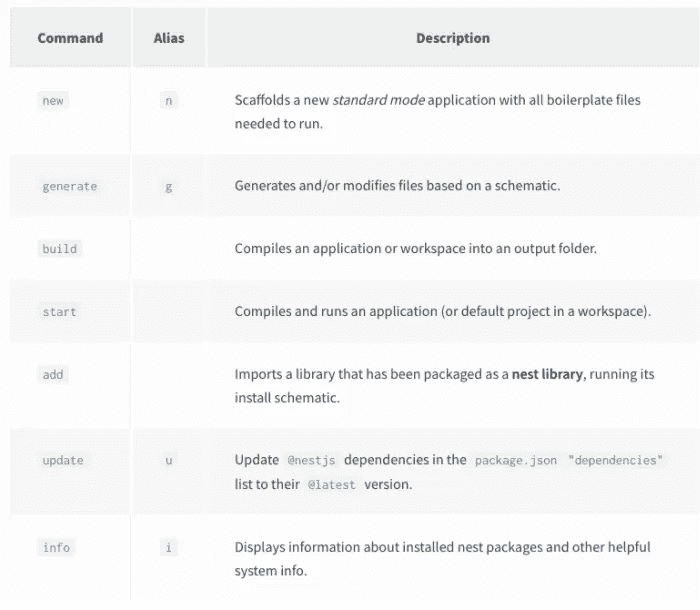 Command Alias Description
new n Scaffolds a new standard mode application with all boilerplate files
needed to run.
generate g Generates and/or modifies files based on a schematic.
build Compiles an application or workspace into an output folder.
start Compiles and runs an application (or default project in a workspace).
add Imports a library that has been packaged as a nest library, running its
install schematic.
update u Update @nestjs dependencies in the package.json "dependencies"
list to their @latest version.
info i Displays information about installed nest packages and other helpful
system info.